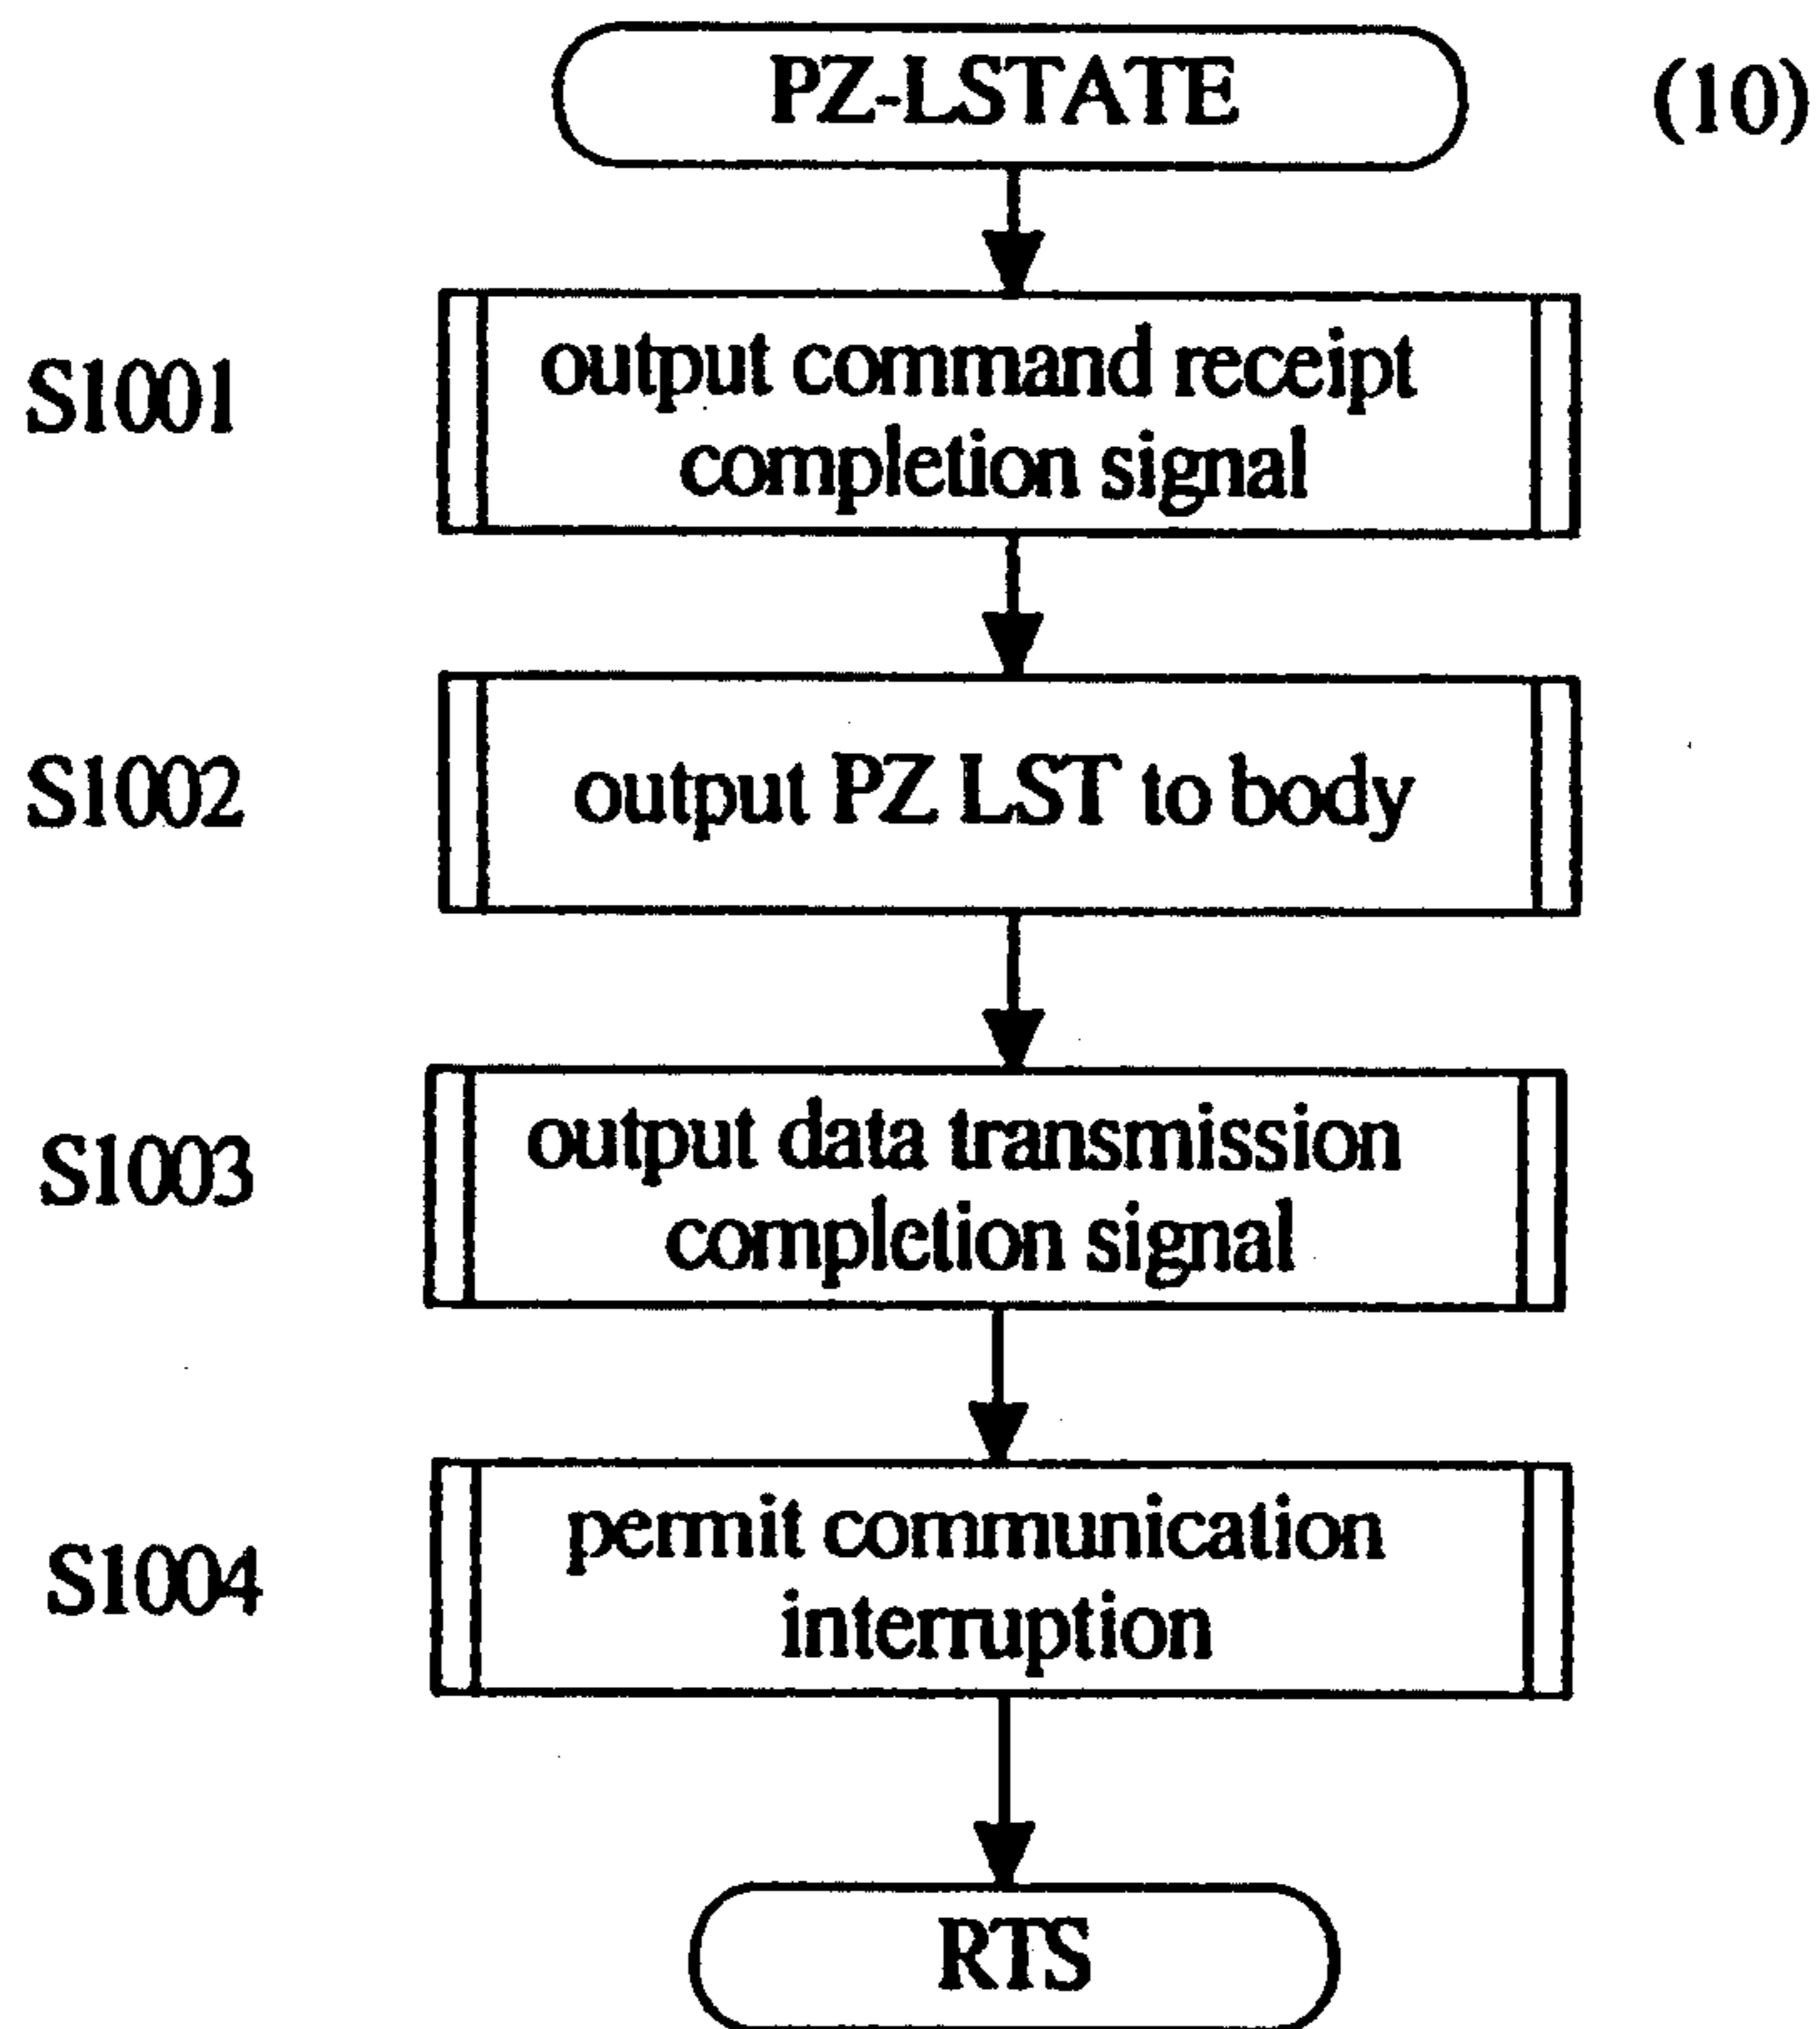 PZ-LSTATE
(10)
S1001
output command receipt
completion signal
S1002
output PZ LST to body
S1003
output data transmission
completion signal
S1004
permit communication
interruption
RTS